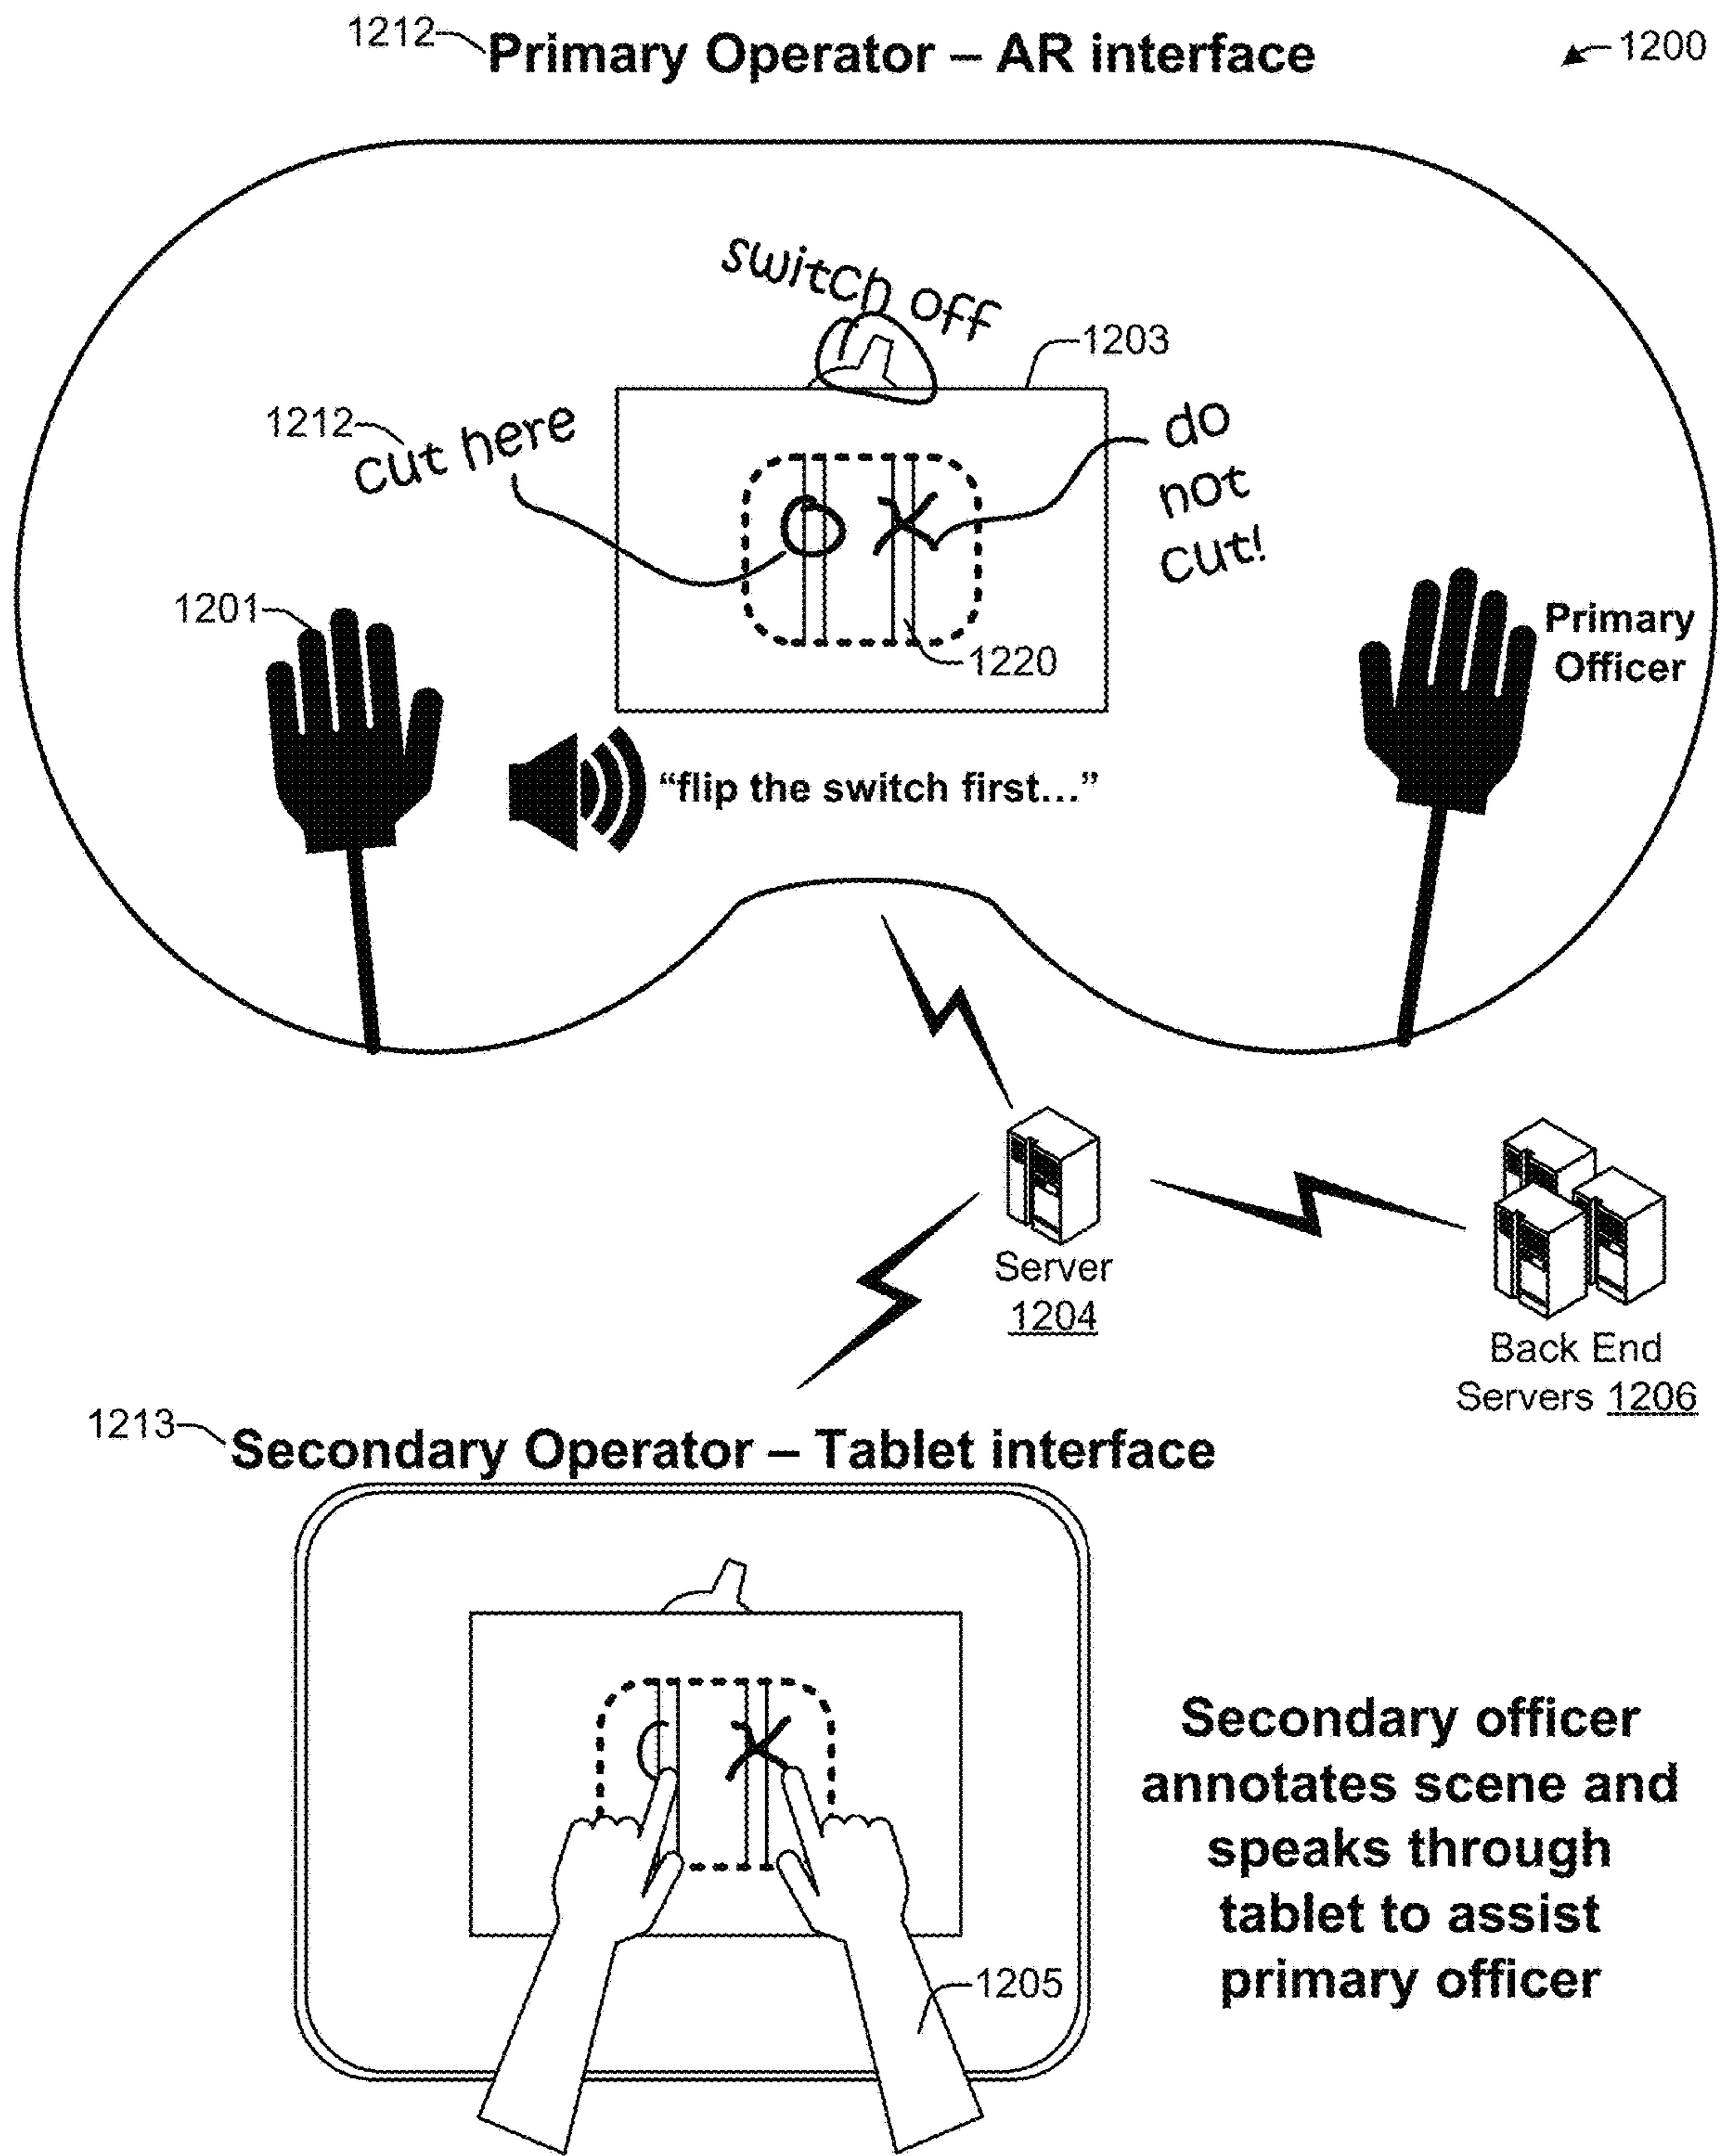 1212 Primary Operator – AR interface
1200
switch off
1203
1212 cut here
do
not
cut!
1201
1220
Primary
Officer
“flip the switch first...”
Server
1204
Back End
Servers 1206
1213 Secondary Operator – Tablet interface
Secondary officer
annotates scene and
speaks through
tablet to assist
primary officer
1205